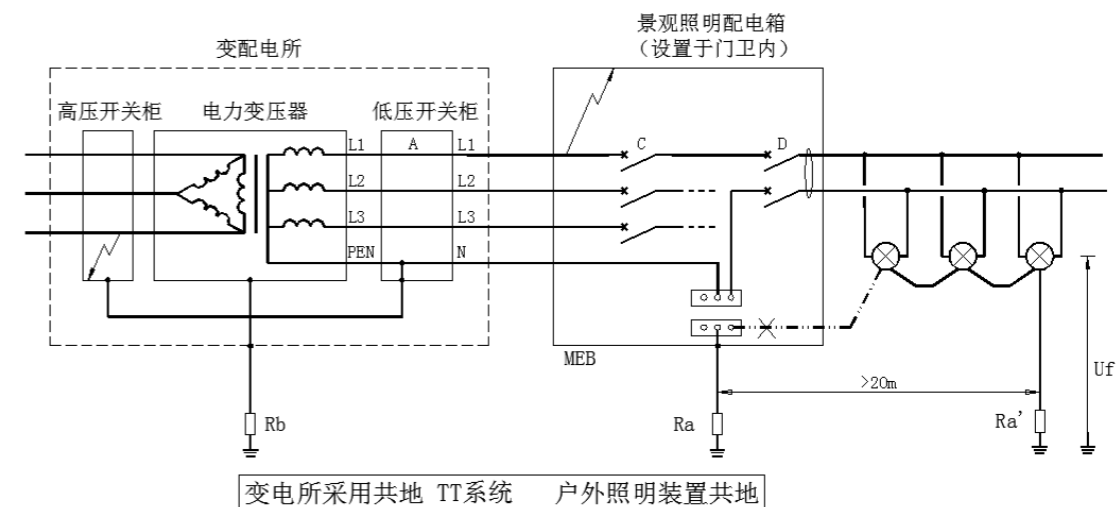 景观照明配电箱
（设置于门卫内）
变配电所
高压开关柜 电力变压器 低压开关柜
L1 A L1 C D
L2 L2
L3 L3
PEN N
MEB
>20m
Uf
Rb Ra Ra'
变电所采用共地 TT系统 户外照明装置共地